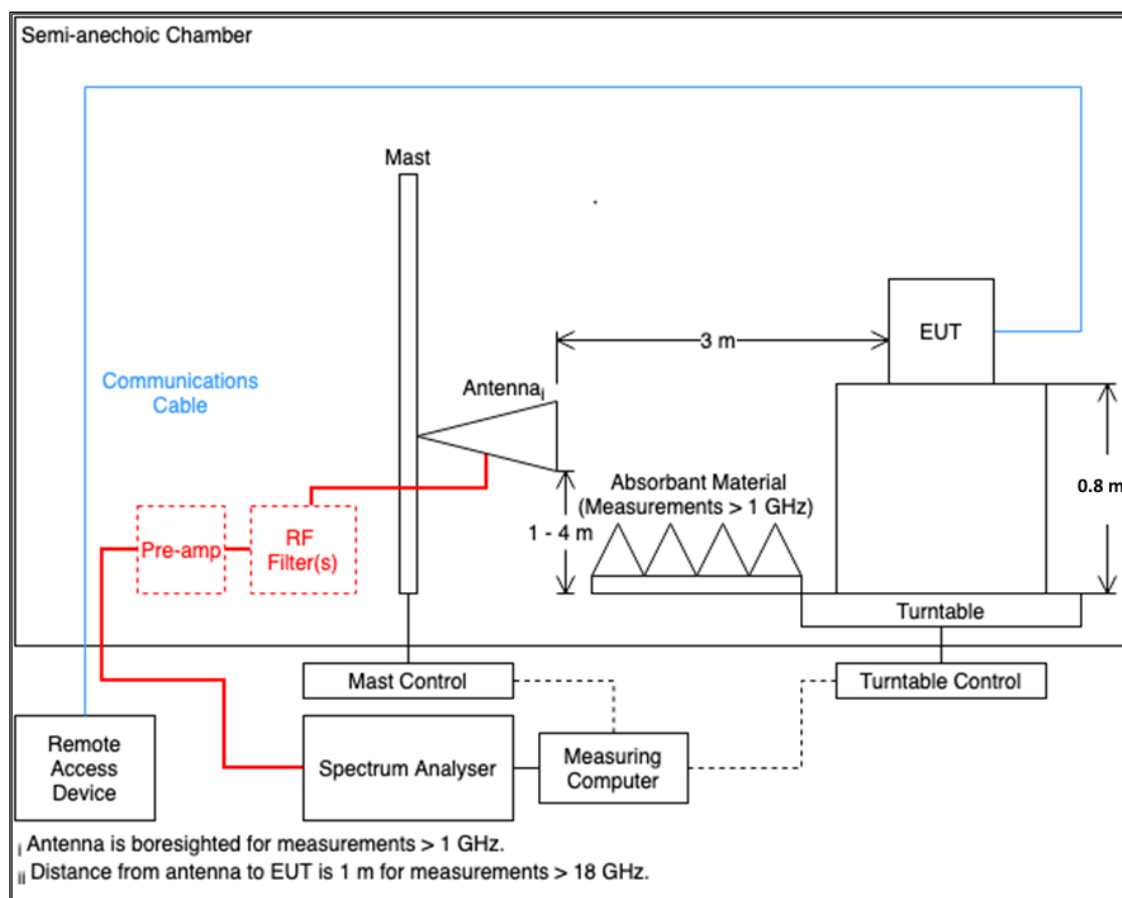 Semi-anechoic Chamber
Mast
EUT
3 m
Communications
Cable
Antennai
Absorbant Material
(Measurements > 1 GHz)
0.8 m
1 - 4 m
Pre-amp
RF
Filter(s)
Turntable
Mast Control
Turntable Control
Remote
Access
Device
Spectrum Analyser
Measuring
Computer
i Antenna is boresighted for measurements > 1 GHz.
ii Distance from antenna to EUT is 1 m for measurements > 18 GHz.